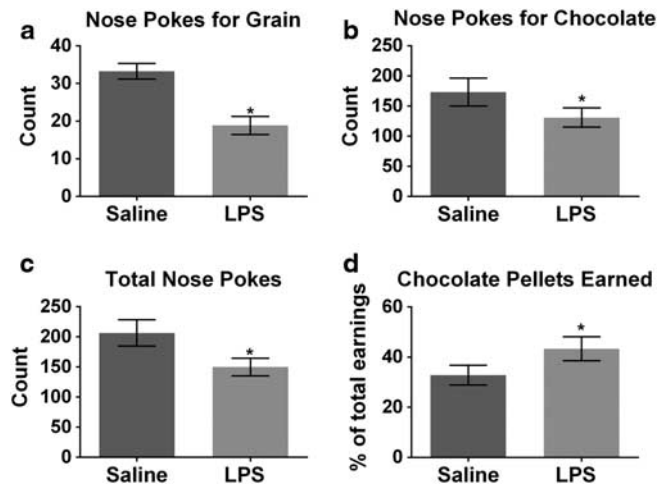 a Nose Pokes for Grain
Count
40
30
20
10
0
*
Saline LPS
b Nose Pokes for Chocolate
Count
250
200
150
100
50
0
*
Saline LPS
c Total Nose Pokes
Count
250
200
150
100
50
0
*
Saline LPS
d Chocolate Pellets Earned
% of total earnings
60
40
20
0
*
Saline LPS